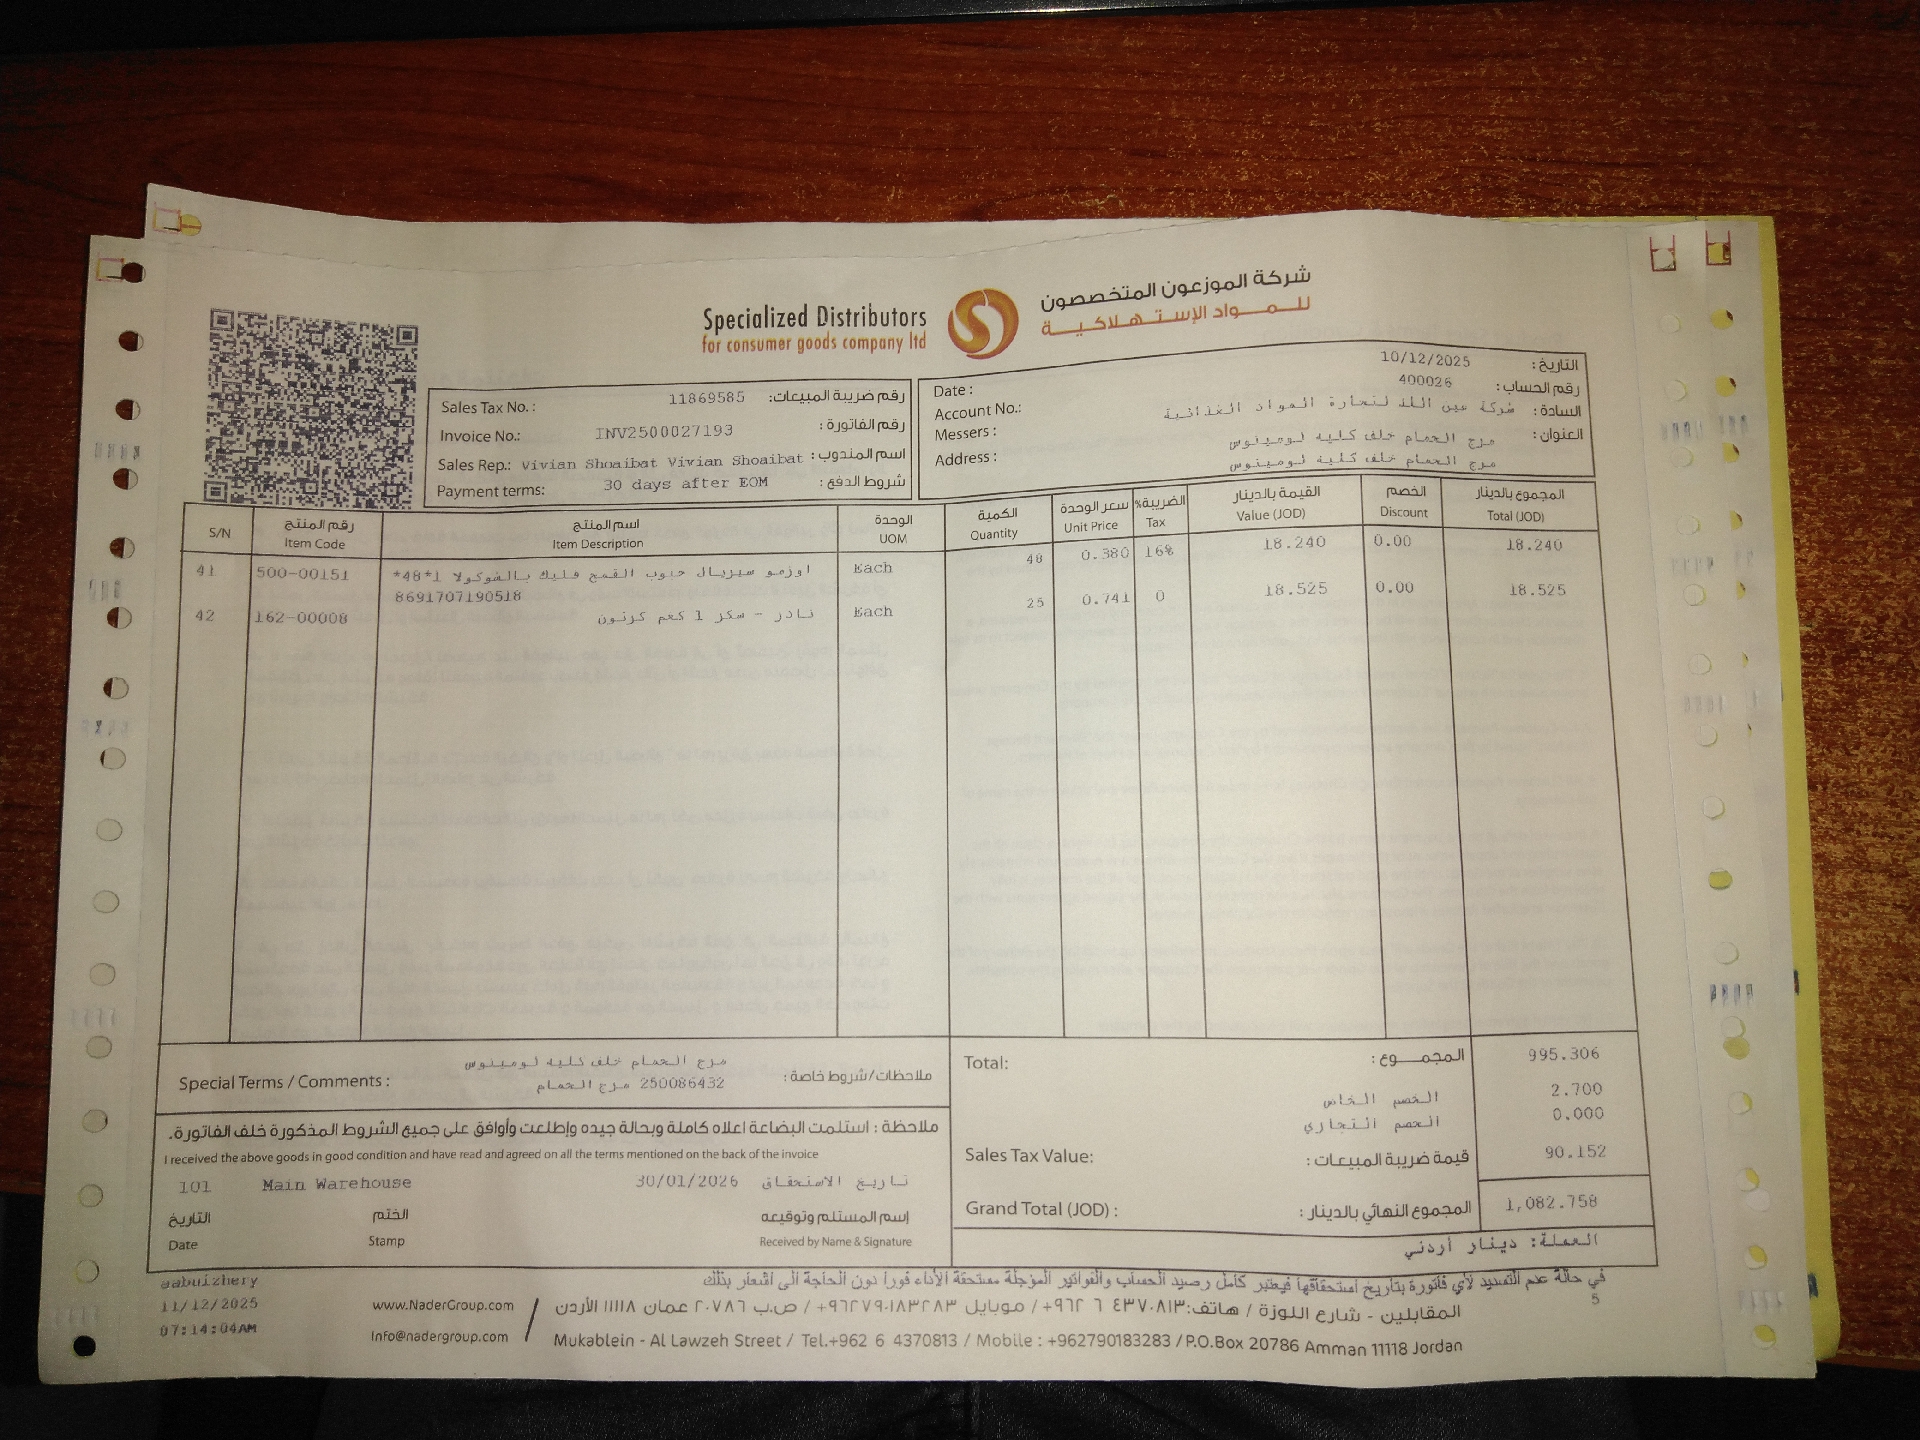 Specialized Distributors
for consumer goods company ltd
شركة الموزعون المتخصصون
للمواد الإستهلاكية
Sales Tax No.: 11869585 رقم ضريبة المبيعات:
Invoice No.: INV2500027193 رقم الفاتورة:
Sales Rep.: Vivian Shoaibat Vivian Shoaibat اسم المندوب:
Payment terms: 30 days after EOM شروط الدفع:
Date: 10/12/2025 التاريخ:
Account No.: 400026 رقم الحساب:
Messers: شركة عين اللد لتجارة المواد الغذائية السادة:
Address: مرج الحمام خلف كلية لومينوس العنوان:
مرج الحمام خلف كلية لومينوس
S/N رقم المنتج اسم المنتج الوحدة الكمية سعر الوحدة الضريبة% القيمة بالدينار الخصم المجموع بالدينار
Item Code Item Description UOM Quantity Unit Price Tax Value (JOD) Discount Total (JOD)
41 500-00151 اوزمو سيريال حبوب القمح فليك بالشوكولا 1*48* Each 48 0.380 16% 18.240 0.00 18.240
8691707190518
42 162-00008 نادر - سكر 1 كغم كرتون Each 25 0.741 0 18.525 0.00 18.525
Special Terms / Comments: مرج الحمام خلف كلية لومينوس ملاحظات/شروط خاصة:
250086432 مرج الحمام
ملاحظة : استلمت البضاعة اعلاه كاملة وبحالة جيده وإطلعت وأوافق على جميع الشروط المذكورة خلف الفاتورة.
I received the above goods in good condition and have read and agreed on all the terms mentioned on the back of the invoice
101 Main Warehouse 30/01/2026 تاريخ الاستحقاق
التاريخ الختم إسم المستلم وتوقيعه
Date Stamp Received by Name & Signature
Total: المجموع: 995.306
الخصم الخاص 2.700
الخصم التجاري 0.000
Sales Tax Value: قيمة ضريبة المبيعات: 90.152
Grand Total (JOD): المجموع النهائي بالدينار: 1,082.758
العملة: دينار أردني
في حالة عدم التسديد لأي فاتورة بتاريخ استحقاقها فيعتبر كامل رصيد الحساب والفواتير المؤجلة مستحقة الأداء فورا دون الحاجة الى اشعار بذلك
5
aabuizhery
11/12/2025
07:14:04AM
www.NaderGroup.com
Info@nadergroup.com
المقابلين - شارع اللوزة / هاتف: ٤٣٧٠٨١٣ ٦ ٩٦٢+ / موبايل ٩٦٢٧٩٠١٨٣٢٨٣+ / ص.ب ٢٠٧٨٦ عمان ١١١١٨ الأردن
Mukablein - Al Lawzeh Street / Tel.+962 6 4370813 / Mobile : +962790183283 / P.O.Box 20786 Amman 11118 Jordan